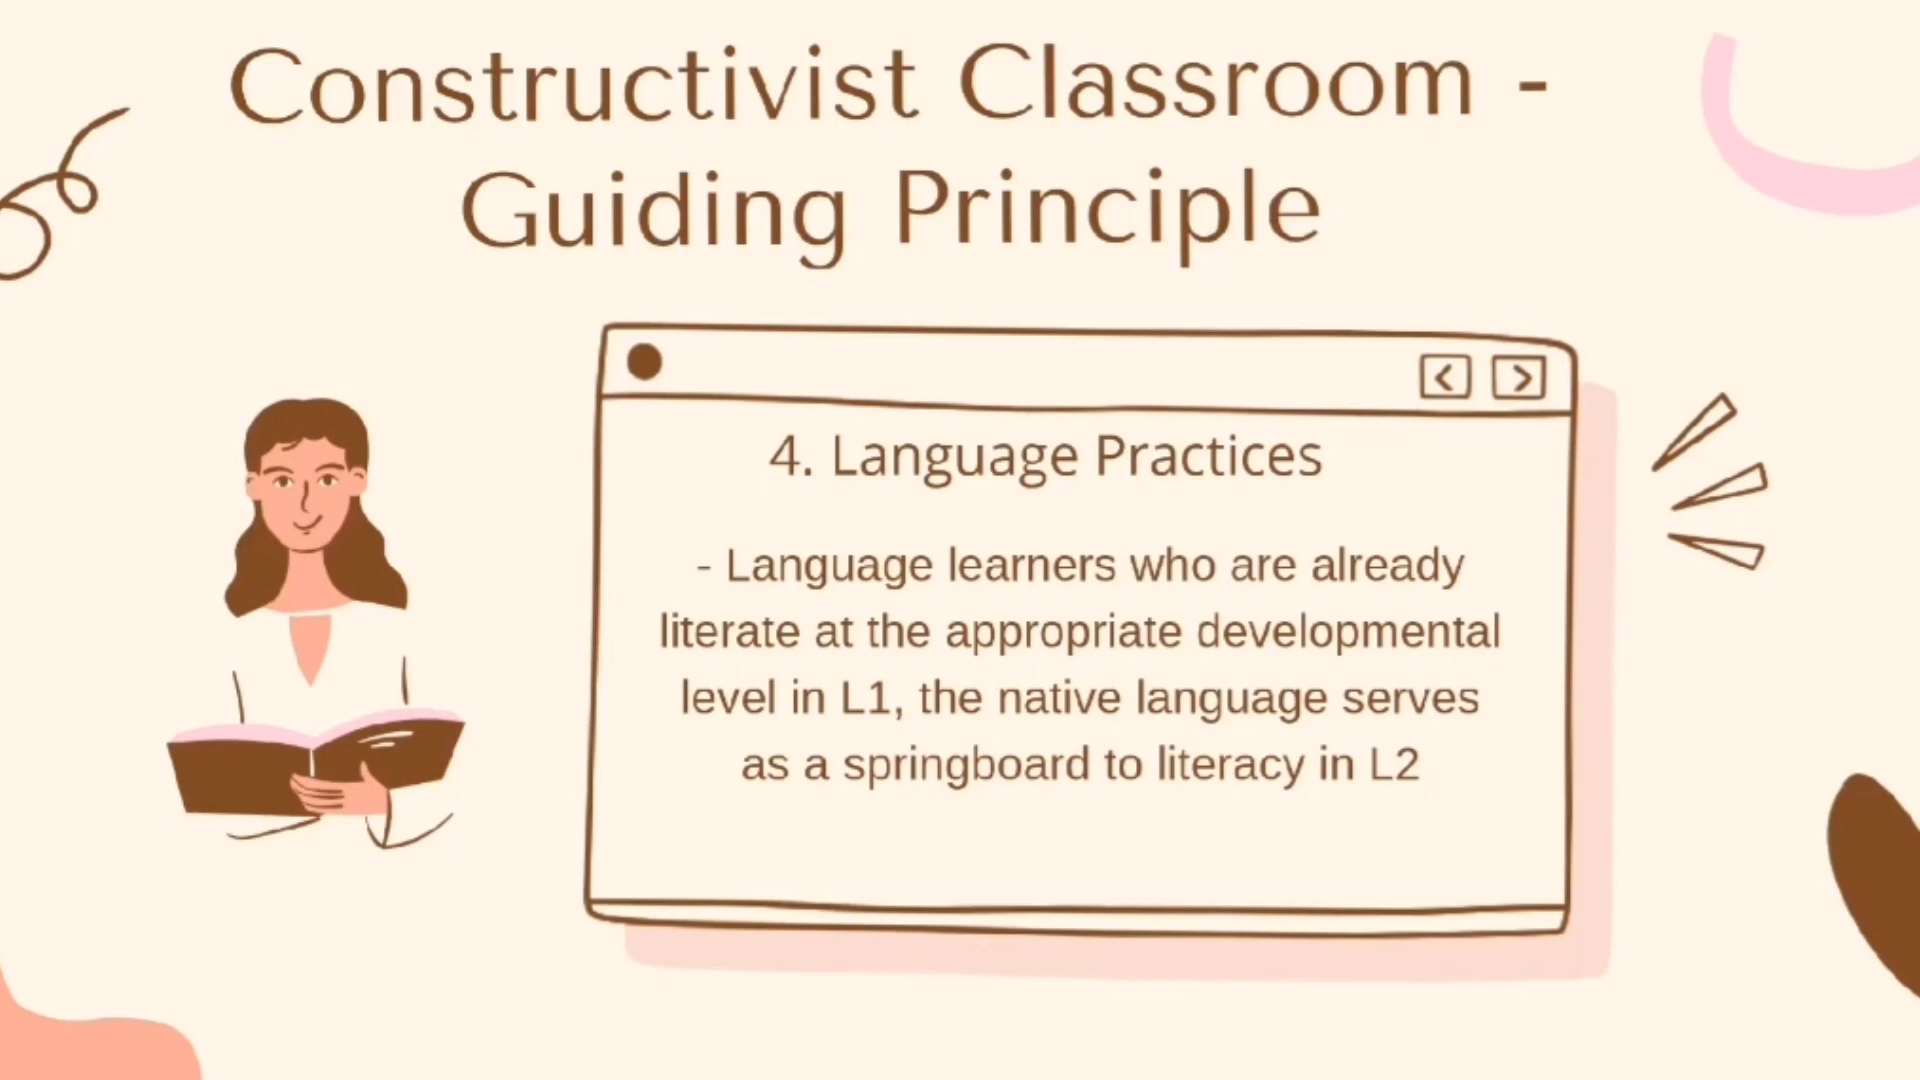 Constructivist Classroom -
Guiding Principle
4. Language Practices
- Language learners who are already
literate at the appropriate developmental
level in L1, the native language serves
as a springboard to literacy in L2